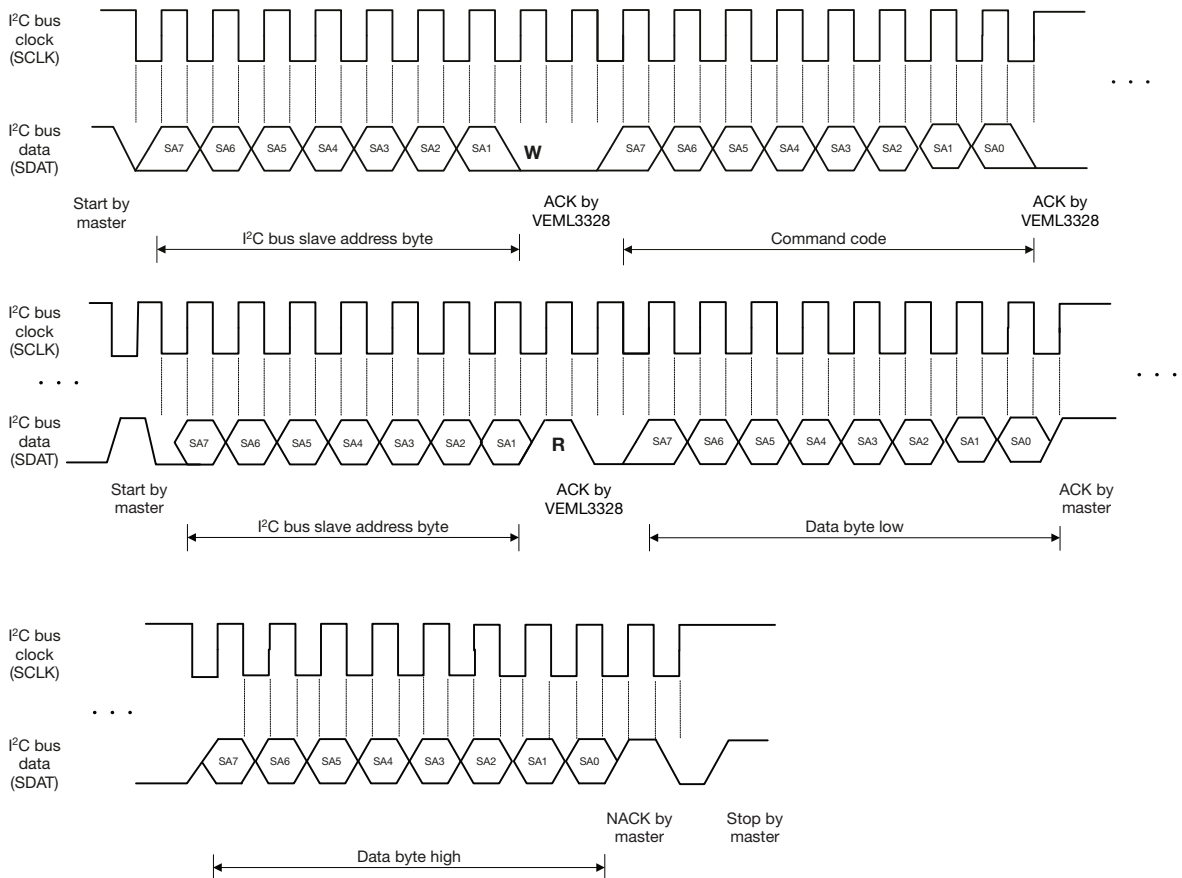 I²C bus
clock
(SCLK)
. . .
I²C bus
data
(SDAT)
SA7 SA6 SA5 SA4 SA3 SA2 SA1 W SA7 SA6 SA5 SA4 SA3 SA2 SA1 SA0
Start by
master
ACK by
VEML3328
ACK by
VEML3328
I²C bus slave address byte
Command code
I²C bus
clock
(SCLK)
. . .
. . .
I²C bus
data
(SDAT)
SA7 SA6 SA5 SA4 SA3 SA2 SA1 R SA7 SA6 SA5 SA4 SA3 SA2 SA1 SA0
Start by
master
ACK by
VEML3328
ACK by
master
I²C bus slave address byte
Data byte low
I²C bus
clock
(SCLK)
. . .
I²C bus
data
(SDAT)
SA7 SA6 SA5 SA4 SA3 SA2 SA1 SA0
NACK by
master
Stop by
master
Data byte high